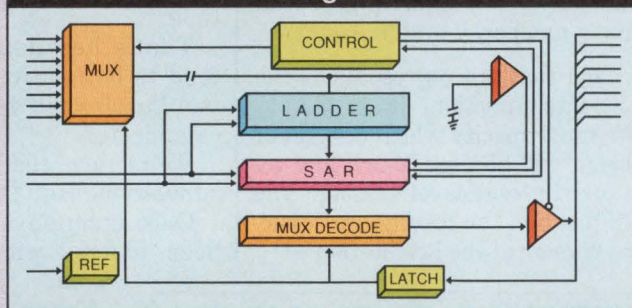 CONTROL
MUX
LADDER
SAR
MUX DECODE
REF
LATCH